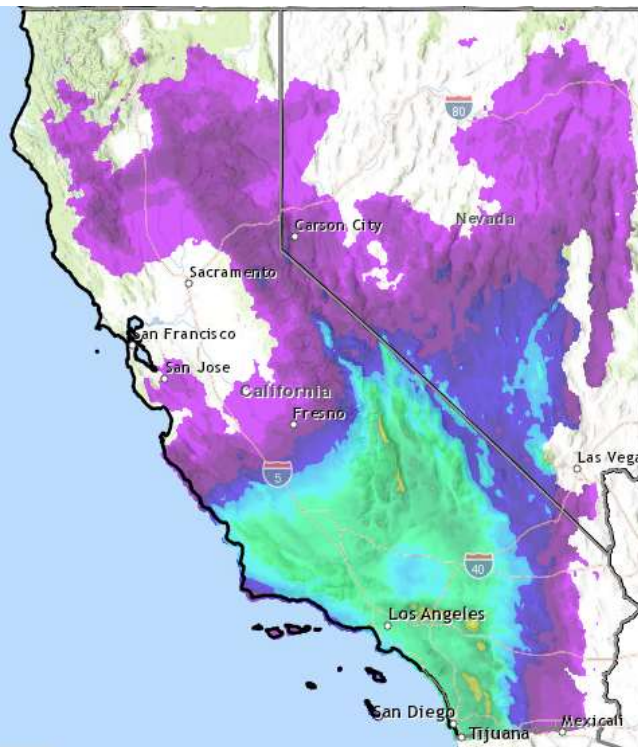 80
Carson City
Nevada
Sacramento
San Francisco
San Jose
California
Fresno
5
Las Vega
40
Los Angeles
San Diego
Mexicali
Tijuana